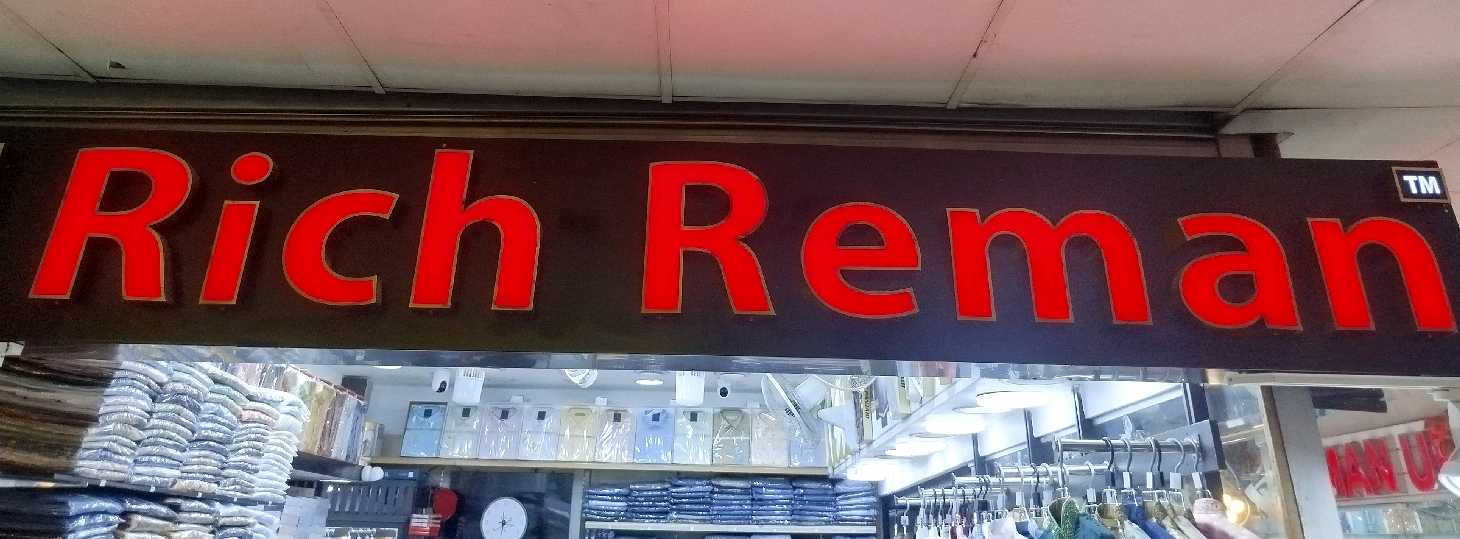 Rich Reman
TM
MAN U